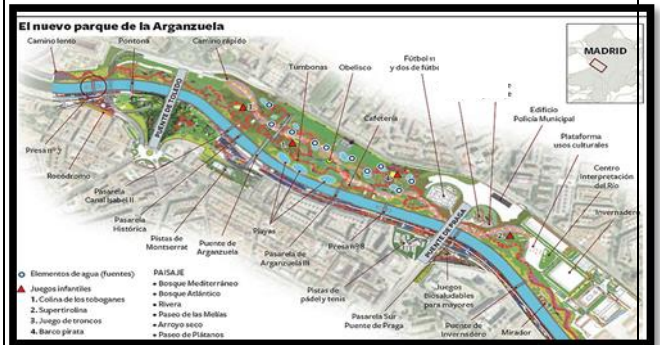 El nuevo parque de la Arganzuela
Camino lento
Pontona
Camino rápido
Tumbonas
Obelisco
Fútbol 11
y dos de fútbo
MADRID
PUENTE DE TOLEDO
Cafetería
Edificio
Policía Municipal
Plataforma
usos culturales
Centro
Interpretación
del Río
Invernadero
Presa nº 7
Rocódromo
Pasarela
Canal Isabel II
Pasarela
Histórica
Pistas de
Montserrat
Puente de
Arganzuela
Playas
Pasarela de
Arganzuela III
Presa nº 8
PUENTE DE PRAGA
Pistas de
pádel y tenis
Pasarela Sur
Puente de Praga
Juegos
Biosaludables
para mayores
Puente de
Invernadero
Mirador
Elementos de agua (fuentes)
Juegos infantiles
1. Colina de los toboganes
2. Supertirolina
3. Juego de troncos
4. Barco pirata
PAISAJE
• Bosque Mediterráneo
• Bosque Atlántico
• Rivera
• Paseo de las Melias
• Arroyo seco
• Paseo de Plátanos